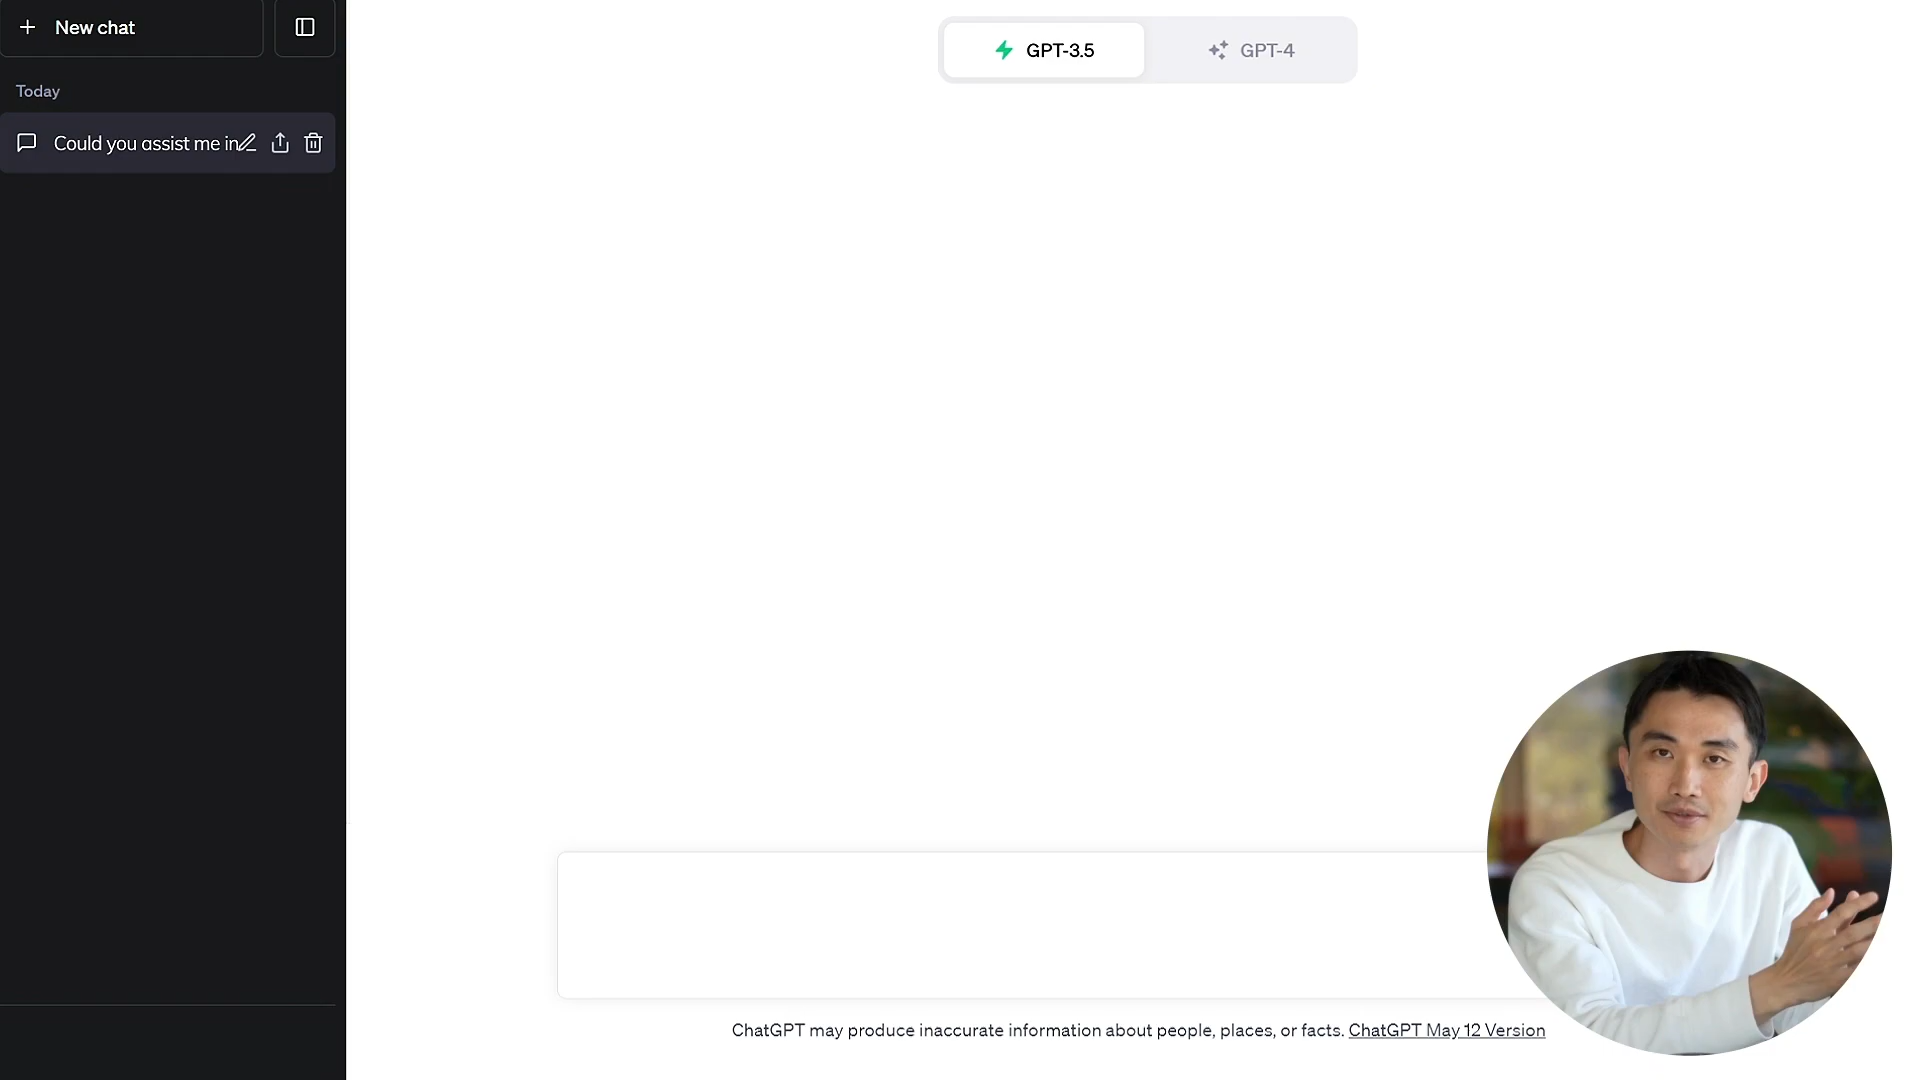 New chat
Today
Could you assist me in
GPT-3.5
GPT-4
ChatGPT may produce inaccurate information about people, places, or facts. ChatGPT May 12 Version